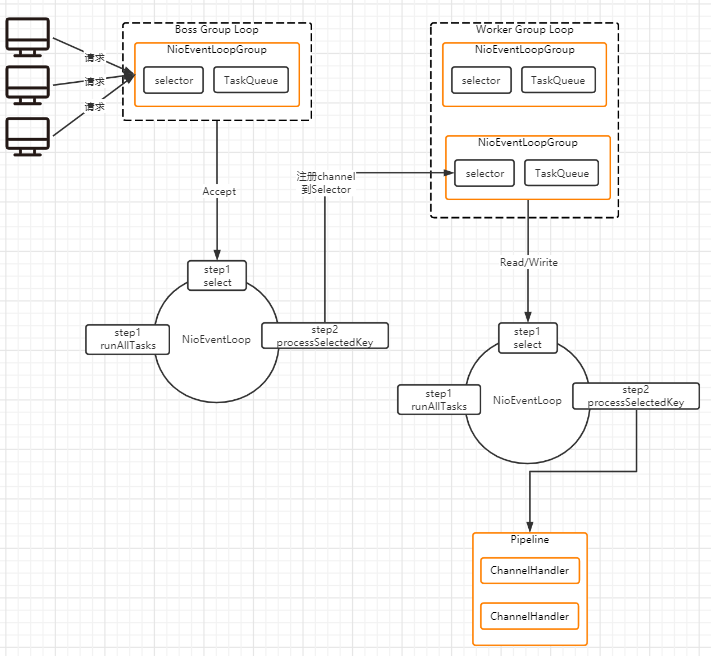 Boss Group Loop
NioEventLoopGroup
selector
TaskQueue
请求
请求
请求
Worker Group Loop
NioEventLoopGroup
selector
TaskQueue
NioEventLoopGroup
selector
TaskQueue
注册channel
到Selector
Accept
step1
select
NioEventLoop
step1
runAllTasks
step2
processSelectedKey
Read/Wirite
step1
select
NioEventLoop
step1
runAllTasks
step2
processSelectedKey
Pipeline
ChannelHandler
ChannelHandler